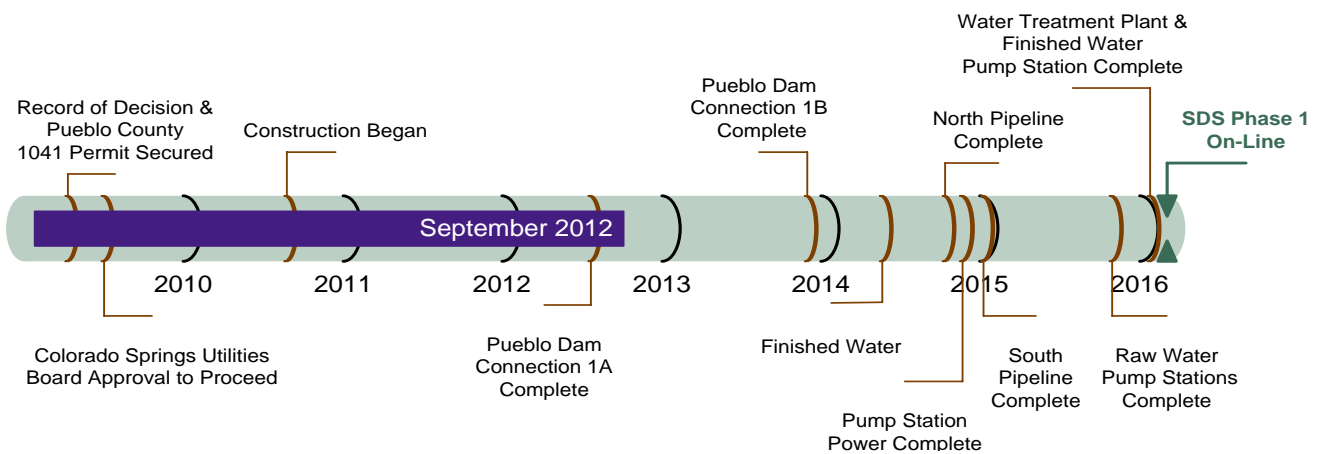 Water Treatment Plant &
Finished Water
Pump Station Complete
Record of Decision &
Pueblo County
1041 Permit Secured
Construction Began
Pueblo Dam
Connection 1B
Complete
North Pipeline
Complete
SDS Phase 1
On-Line
September 2012
2010
2011
2012
2013
2014
2015
2016
Colorado Springs Utilities
Board Approval to Proceed
Pueblo Dam
Connection 1A
Complete
Finished Water
Pump Station
Power Complete
South
Pipeline
Complete
Raw Water
Pump Stations
Complete